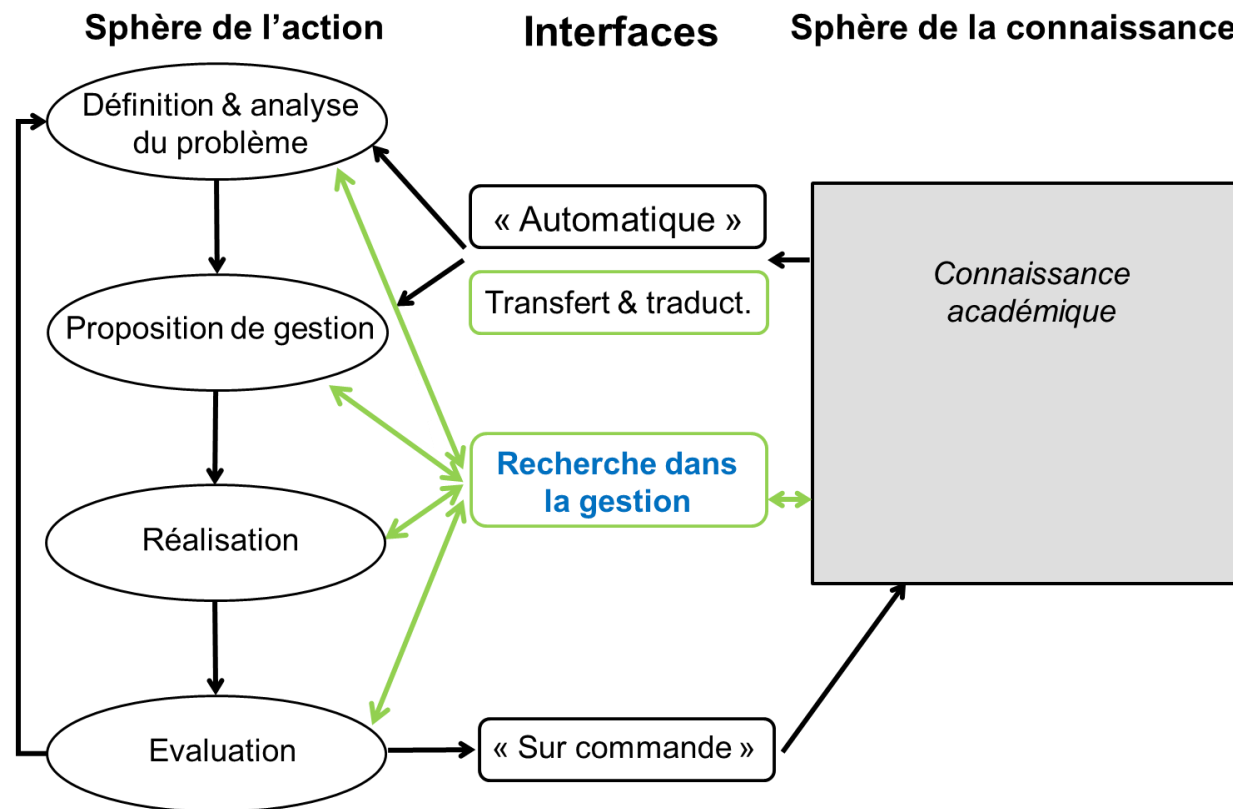 Sphère de l’action
Interfaces
Sphère de la connaissance
Définition & analyse
du problème
« Automatique »
Transfert & traduct.
Connaissance
académique
Proposition de gestion
Recherche dans
la gestion
Réalisation
Evaluation
« Sur commande »